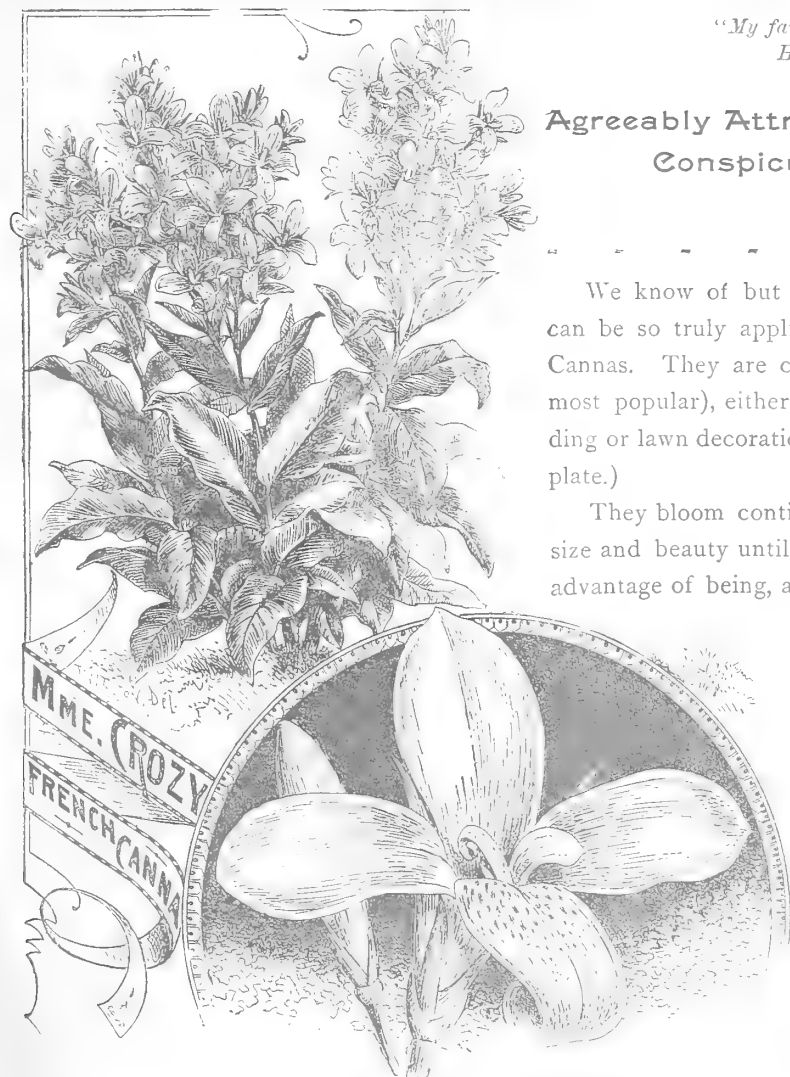 "My fa
H
Agreeably Attr
Conspicu
We know of but
can be so truly appl
Cannas. They are c
most popular), either
ding or lawn decoratio
plate.)
They bloom conti
size and beauty until
advantage of being, a
MME. CROZY
FRENCH CANNA